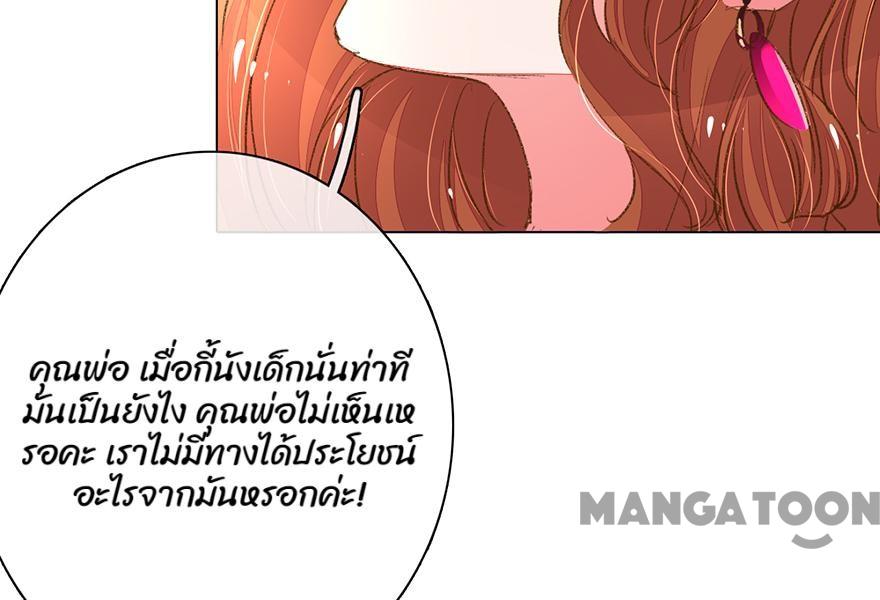 คุณพ่อ เมื่อกี้นังเด็กนั่นท่าที
มันเป็นยังไง คุณพ่อไม่เห็นเห
รอคะ เราไม่มีทางได้ประโยชน์
อะไรจากมันหรอกค่ะ!
MANGATOON